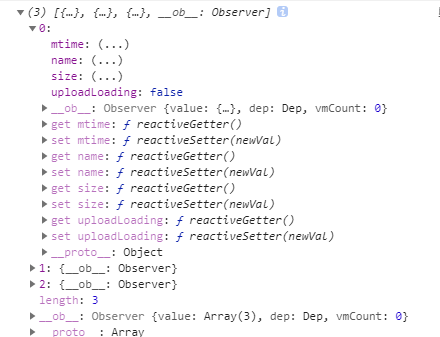 (3) [{…}, {…}, {…}, __ob__: Observer]
0:
mtime: (...)
name: (...)
size: (...)
uploadLoading: false
__ob__: Observer {value: {…}, dep: Dep, vmCount: 0}
get mtime: ƒ reactiveGetter()
set mtime: ƒ reactiveSetter(newVal)
get name: ƒ reactiveGetter()
set name: ƒ reactiveSetter(newVal)
get size: ƒ reactiveGetter()
set size: ƒ reactiveSetter(newVal)
get uploadLoading: ƒ reactiveGetter()
set uploadLoading: ƒ reactiveSetter(newVal)
__proto__: Object
1: {__ob__: Observer}
2: {__ob__: Observer}
length: 3
__ob__: Observer {value: Array(3), dep: Dep, vmCount: 0}
__proto__: Array